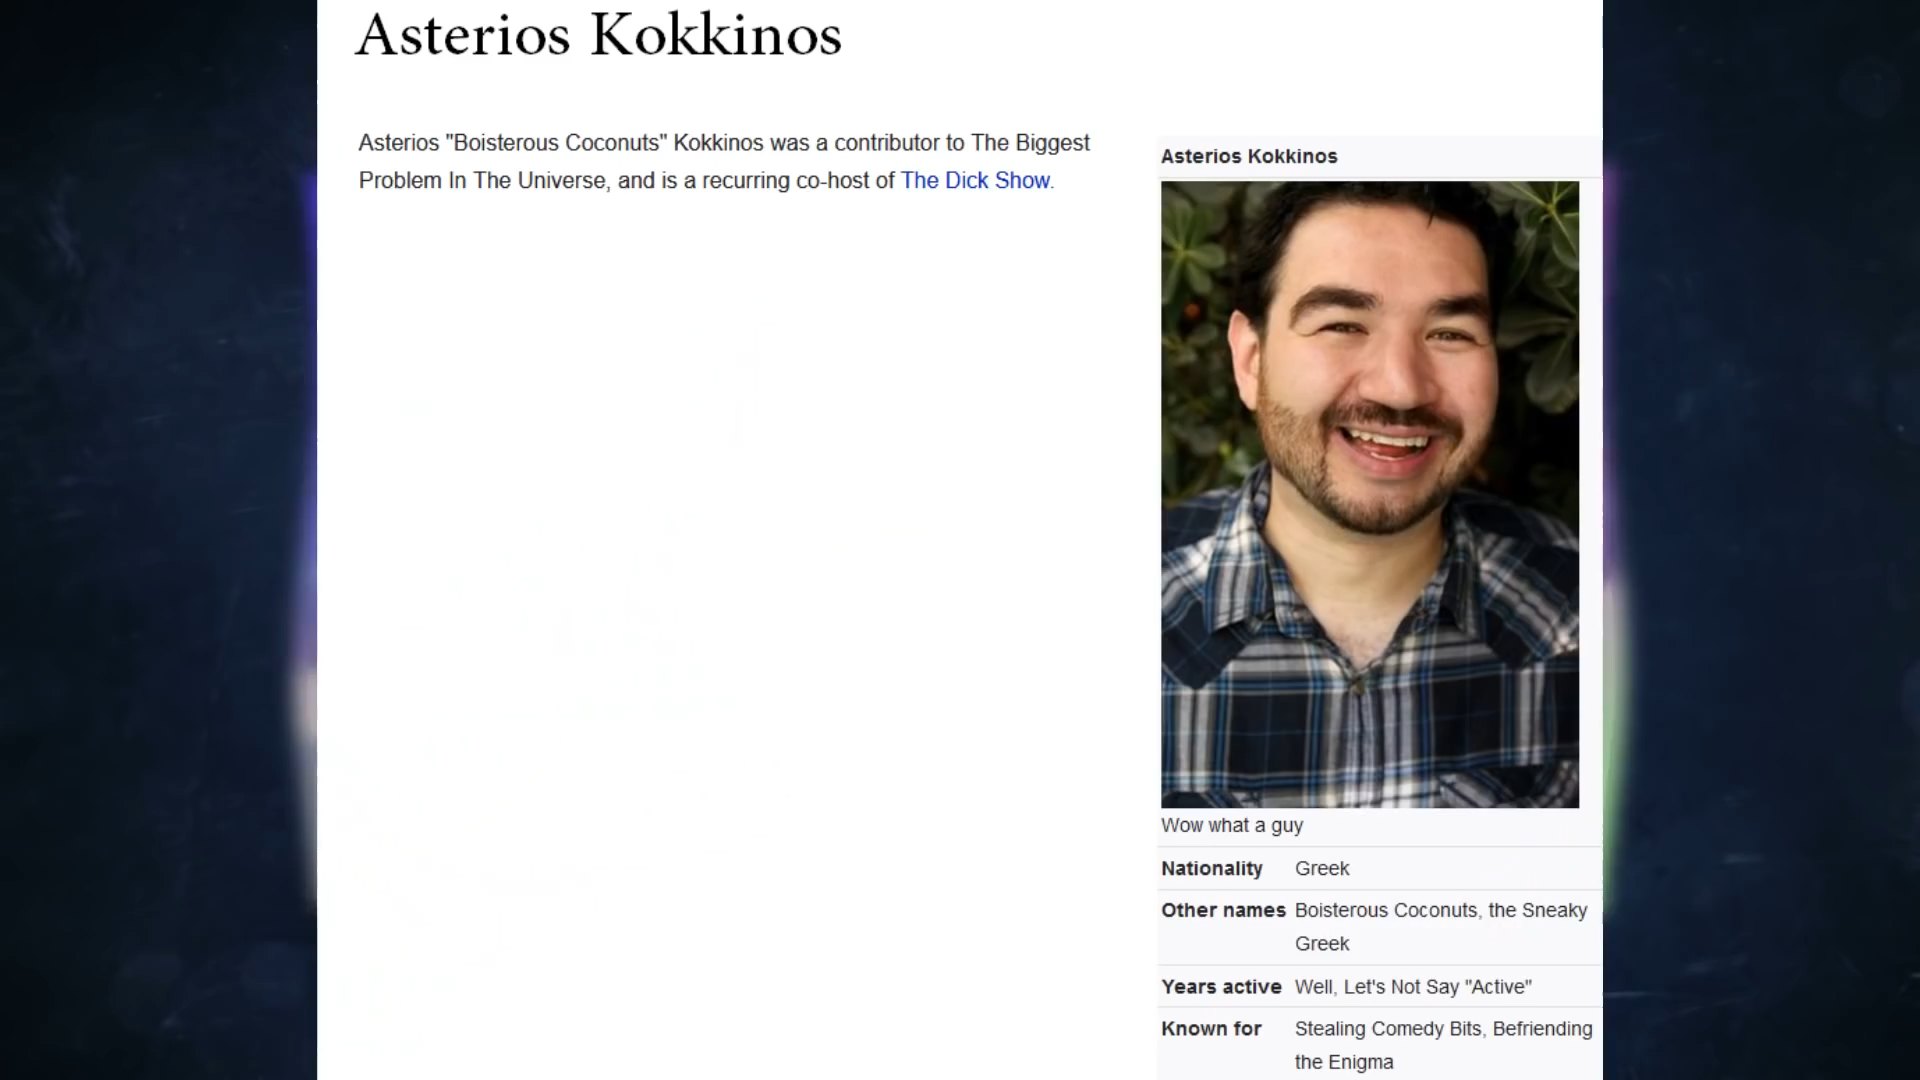 Asterios Kokkinos
Asterios "Boisterous Coconuts" Kokkinos was a contributor to The Biggest
Problem In The Universe, and is a recurring co-host of The Dick Show.
Asterios Kokkinos
Wow what a guy
Nationality Greek
Other names Boisterous Coconuts, the Sneaky
Greek
Years active Well, Let's Not Say "Active"
Known for Stealing Comedy Bits, Befriending
the Enigma